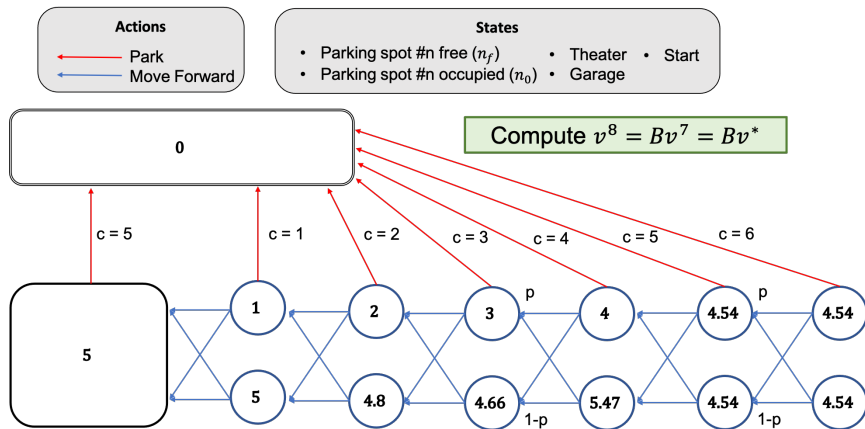 Actions
Park
Move Forward
States
• Parking spot #n free (n_f) • Theater • Start
• Parking spot #n occupied (n_0) • Garage
0
Compute v^8 = Bv^7 = Bv^*
c = 5
c = 1
c = 2
c = 3
c = 4
c = 5
c = 6
p
p
1
2
3
4
4.54
4.54
5
5
4.8
4.66
5.47
4.54
4.54
1-p
1-p